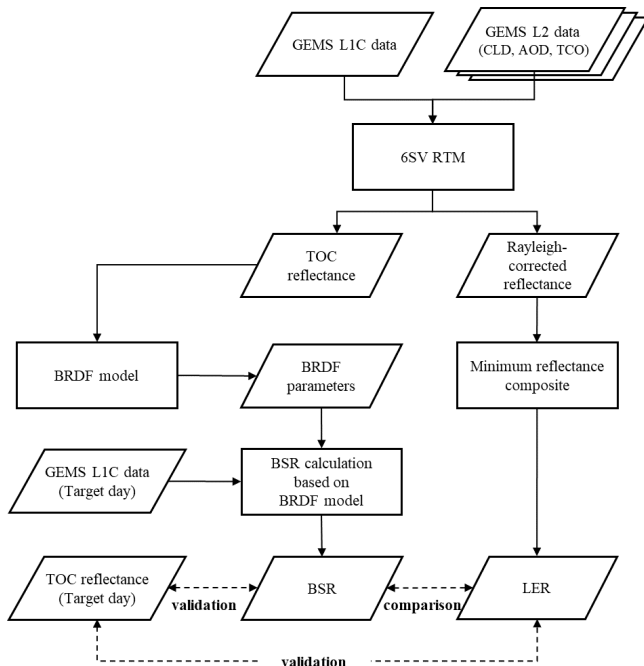 GEMS L1C data
GEMS L2 data
(CLD, AOD, TCO)
6SV RTM
TOC
reflectance
Rayleigh-
corrected
reflectance
BRDF model
BRDF
parameters
Minimum reflectance
composite
GEMS L1C data
(Target day)
BSR calculation
based on
BRDF model
TOC reflectance
(Target day)
validation
BSR
comparison
LER
validation